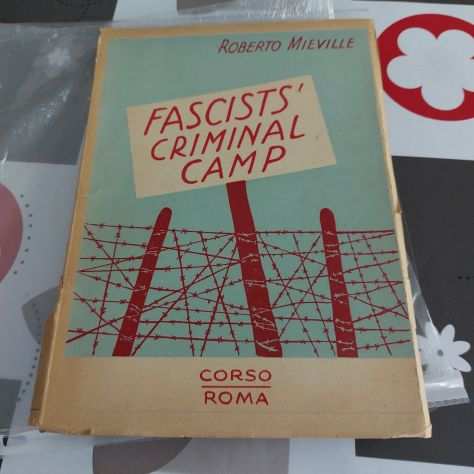 ROBERTO MIEVILLE
FASCISTS'
CRIMINAL
CAMP
CORSO
ROMA